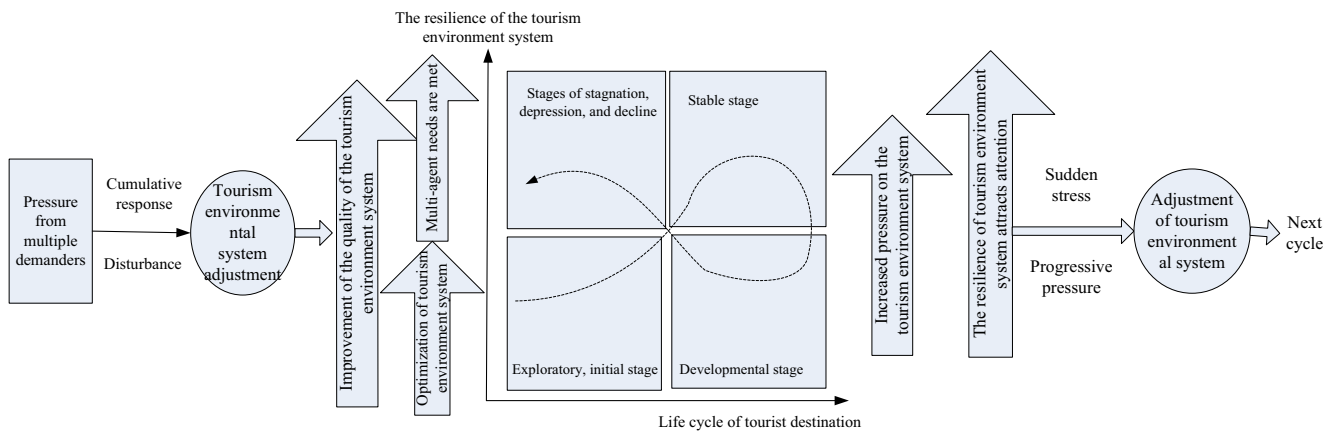 The resilience of the tourism
environment system
Pressure
from
multiple
demanders
Cumulative
response
Disturbance
Tourism
environme
ntal
system
adjustment
Improvement of the quality of the tourism
environment system
Multi-agent needs are met
Optimization of tourism
environment system
Stages of stagnation,
depression, and decline
Stable stage
Exploratory, initial stage
Developmental stage
Life cycle of tourist destination
Increased pressure on the
tourism environment system
The resilience of tourism environment
system attracts attention
Sudden
stress
Progressive
pressure
Adjustment
of tourism
environment
al system
Next
cycle